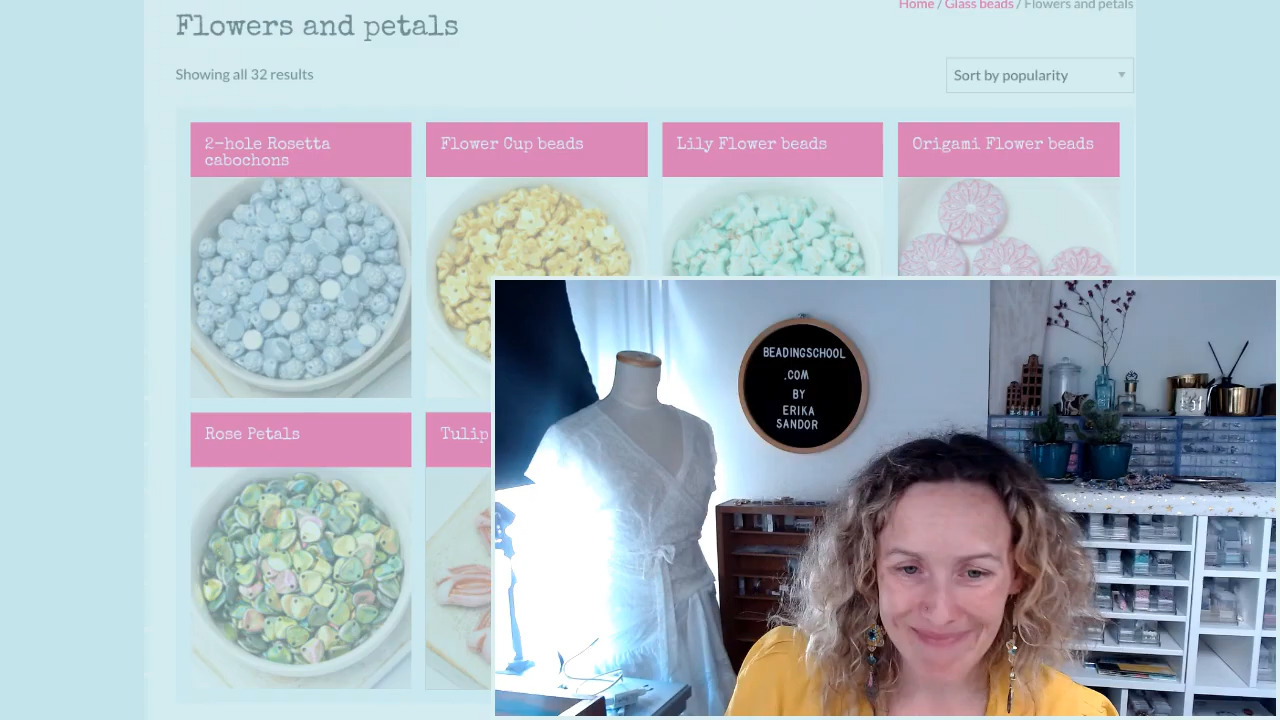 Home / Glass beads / Flowers and petals
Flowers and petals
Showing all 32 results
Sort by popularity
2-hole Rosetta
cabochons
Flower Cup beads
Lily Flower beads
Origami Flower beads
Rose Petals
Tulip
BEADINGSCHOOL
.COM
BY
ERIKA
SANDOR